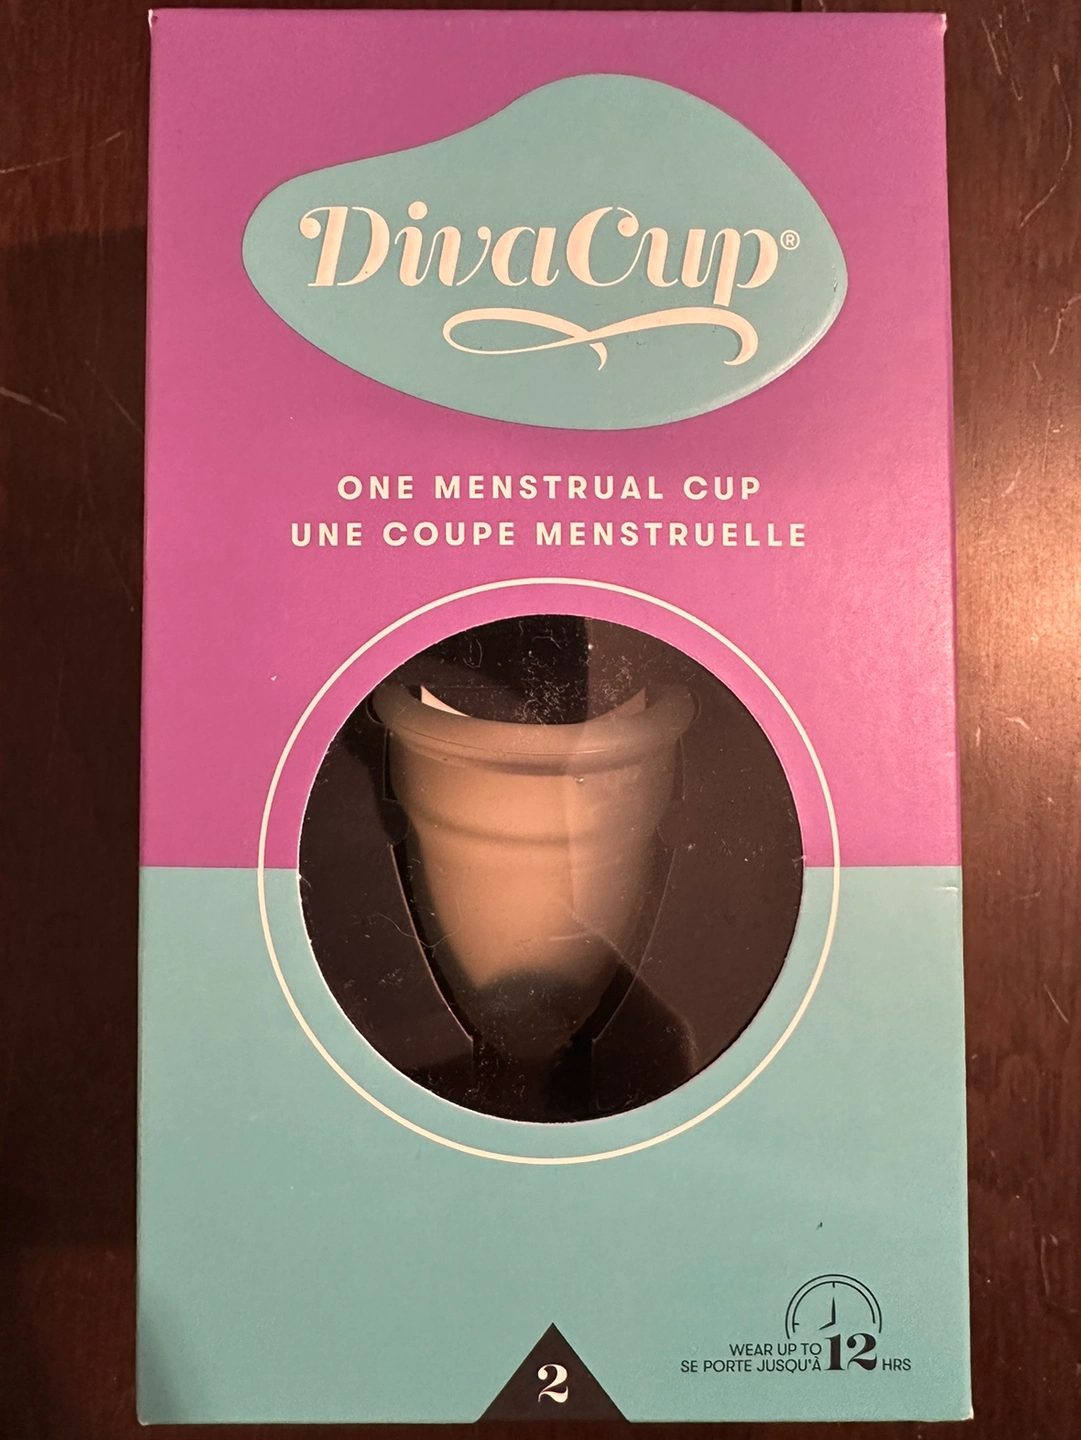 DivaCup®
ONE MENSTRUAL CUP
UNE COUPE MENSTRUELLE
WEAR UP TO
SE PORTE JUSQU'À 12 HRS
2